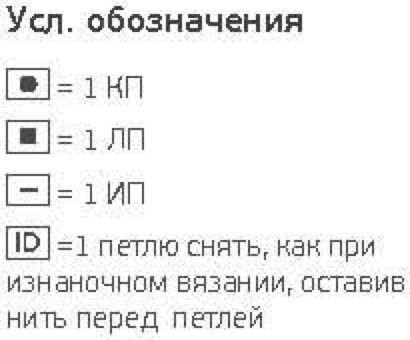 Усл. обозначения
● = 1 КП
■ = 1 ЛП
– = 1 ИП
ID =1 петлю снять, как при
изнаночном вязании, оставив
нить перед петлей